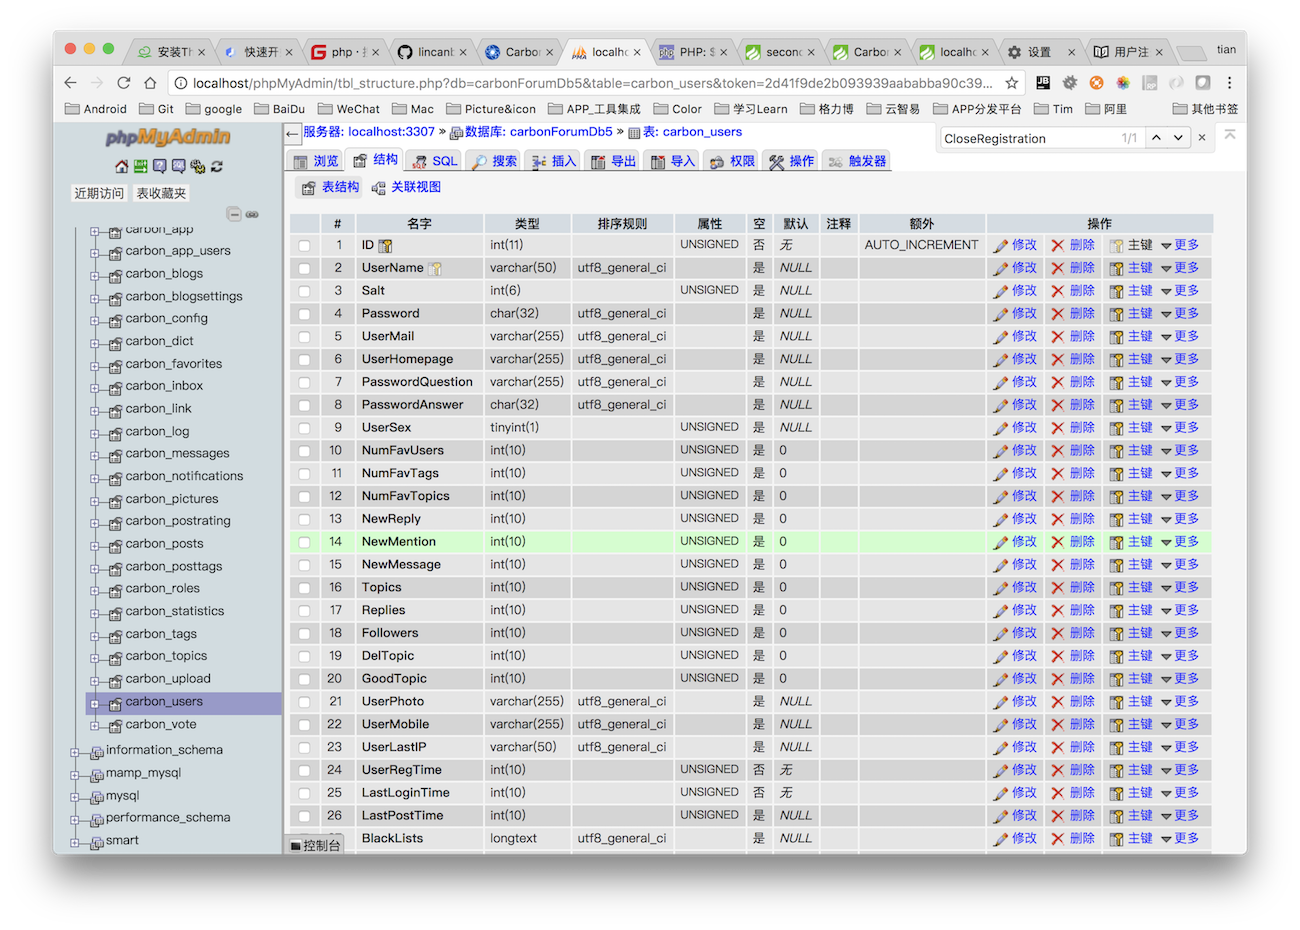 安装Th
快速开
php · 扌
lincanb
Carbor
localhc
PHP: S
secon
Carbor
localhc
设置
用户注
tian
localhost/phpMyAdmin/tbl_structure.php?db=carbonForumDb5&table=carbon_users&token=2d41f9de2b093939aababba90c39...
Android Git google BaiDu WeChat Mac Picture&icon APP_工具集成 Color 学习Learn 格力博 云智易 APP分发平台 Tim 阿里 其他书签
phpMyAdmin
近期访问 表收藏夹
carbon_app
carbon_app_users
carbon_blogs
carbon_blogsettings
carbon_config
carbon_dict
carbon_favorites
carbon_inbox
carbon_link
carbon_log
carbon_messages
carbon_notifications
carbon_pictures
carbon_postrating
carbon_posts
carbon_posttags
carbon_roles
carbon_statistics
carbon_tags
carbon_topics
carbon_upload
carbon_users
carbon_vote
information_schema
mamp_mysql
mysql
performance_schema
smart
服务器: localhost:3307 » 数据库: carbonForumDb5 » 表: carbon_users
CloseRegistration 1/1
浏览 结构 SQL 搜索 插入 导出 导入 权限 操作 触发器
表结构 关联视图
# 名字 类型 排序规则 属性 空 默认 注释 额外 操作
1 ID int(11) UNSIGNED 否 无 AUTO_INCREMENT 修改 删除 主键 更多
2 UserName varchar(50) utf8_general_ci 是 NULL 修改 删除 主键 更多
3 Salt int(6) UNSIGNED 是 NULL 修改 删除 主键 更多
4 Password char(32) utf8_general_ci 是 NULL 修改 删除 主键 更多
5 UserMail varchar(255) utf8_general_ci 是 NULL 修改 删除 主键 更多
6 UserHomepage varchar(255) utf8_general_ci 是 NULL 修改 删除 主键 更多
7 PasswordQuestion varchar(255) utf8_general_ci 是 NULL 修改 删除 主键 更多
8 PasswordAnswer char(32) utf8_general_ci 是 NULL 修改 删除 主键 更多
9 UserSex tinyint(1) UNSIGNED 是 NULL 修改 删除 主键 更多
10 NumFavUsers int(10) UNSIGNED 是 0 修改 删除 主键 更多
11 NumFavTags int(10) UNSIGNED 是 0 修改 删除 主键 更多
12 NumFavTopics int(10) UNSIGNED 是 0 修改 删除 主键 更多
13 NewReply int(10) UNSIGNED 是 0 修改 删除 主键 更多
14 NewMention int(10) UNSIGNED 是 0 修改 删除 主键 更多
15 NewMessage int(10) UNSIGNED 是 0 修改 删除 主键 更多
16 Topics int(10) UNSIGNED 是 0 修改 删除 主键 更多
17 Replies int(10) UNSIGNED 是 0 修改 删除 主键 更多
18 Followers int(10) UNSIGNED 是 0 修改 删除 主键 更多
19 DelTopic int(10) UNSIGNED 是 0 修改 删除 主键 更多
20 GoodTopic int(10) UNSIGNED 是 0 修改 删除 主键 更多
21 UserPhoto varchar(255) utf8_general_ci 是 NULL 修改 删除 主键 更多
22 UserMobile varchar(255) utf8_general_ci 是 NULL 修改 删除 主键 更多
23 UserLastIP varchar(50) utf8_general_ci 是 NULL 修改 删除 主键 更多
24 UserRegTime int(10) UNSIGNED 否 无 修改 删除 主键 更多
25 LastLoginTime int(10) UNSIGNED 否 无 修改 删除 主键 更多
26 LastPostTime int(10) UNSIGNED 是 NULL 修改 删除 主键 更多
BlackLists longtext utf8_general_ci 是 NULL 修改 删除 主键 更多
控制台